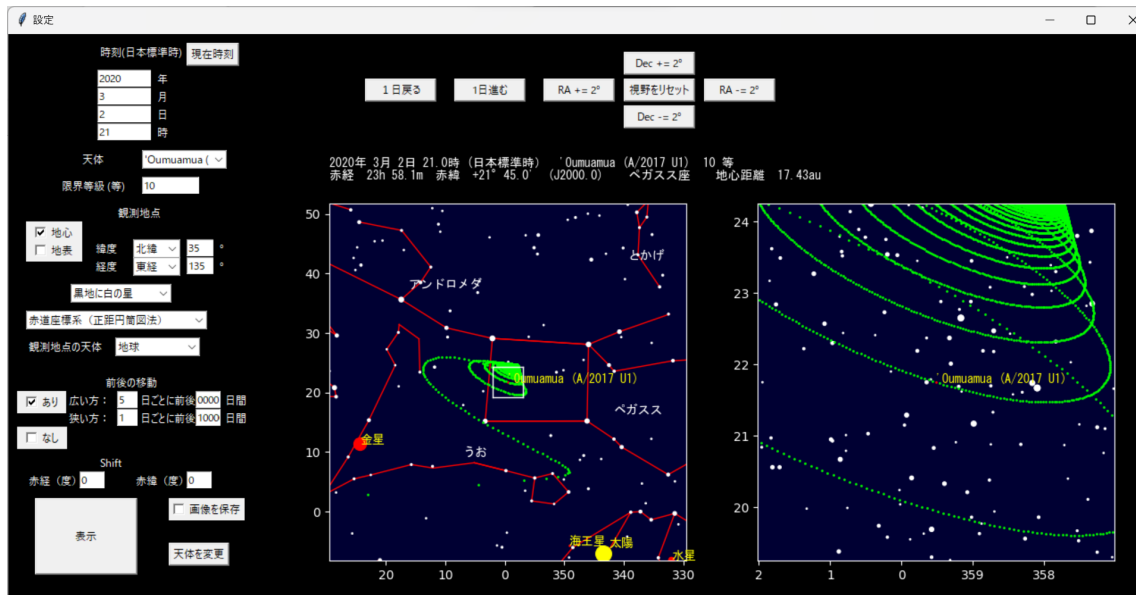 設定
時刻(日本標準時) 現在時刻
2020 年
3 月
2 日
21 時
天体 'Oumuamua (
限界等級 (等) 10
観測地点
地心
地表
緯度 北緯 35 °
経度 東経 135 °
黒地に白の星
赤道座標系（正距円筒図法）
観測地点の天体 地球
前後の移動
あり 広い方： 5 日ごとに前後 0000 日間
狭い方： 1 日ごとに前後 1000 日間
なし
Shift
赤経（度） 0 赤緯（度） 0
表示
画像を保存
天体を変更
Dec += 2°
１日戻る 1日進む RA += 2° 視野をリセット RA -= 2°
Dec -= 2°
2020年 3月 2日 21.0時 (日本標準時) 'Oumuamua (A/2017 U1) 10 等
赤経 23h 58.1m 赤緯 +21° 45.0' (J2000.0) ペガスス座 地心距離 17.43au
50
40
30
20
10
0
とかげ
アンドロメダ
'Oumuamua (A/2017 U1)
ペガスス
金星
うお
海王星
太陽
水星
20 10 0 350 340 330
24
23
22
21
20
'Oumuamua (A/2017 U1)
2 1 0 359 358